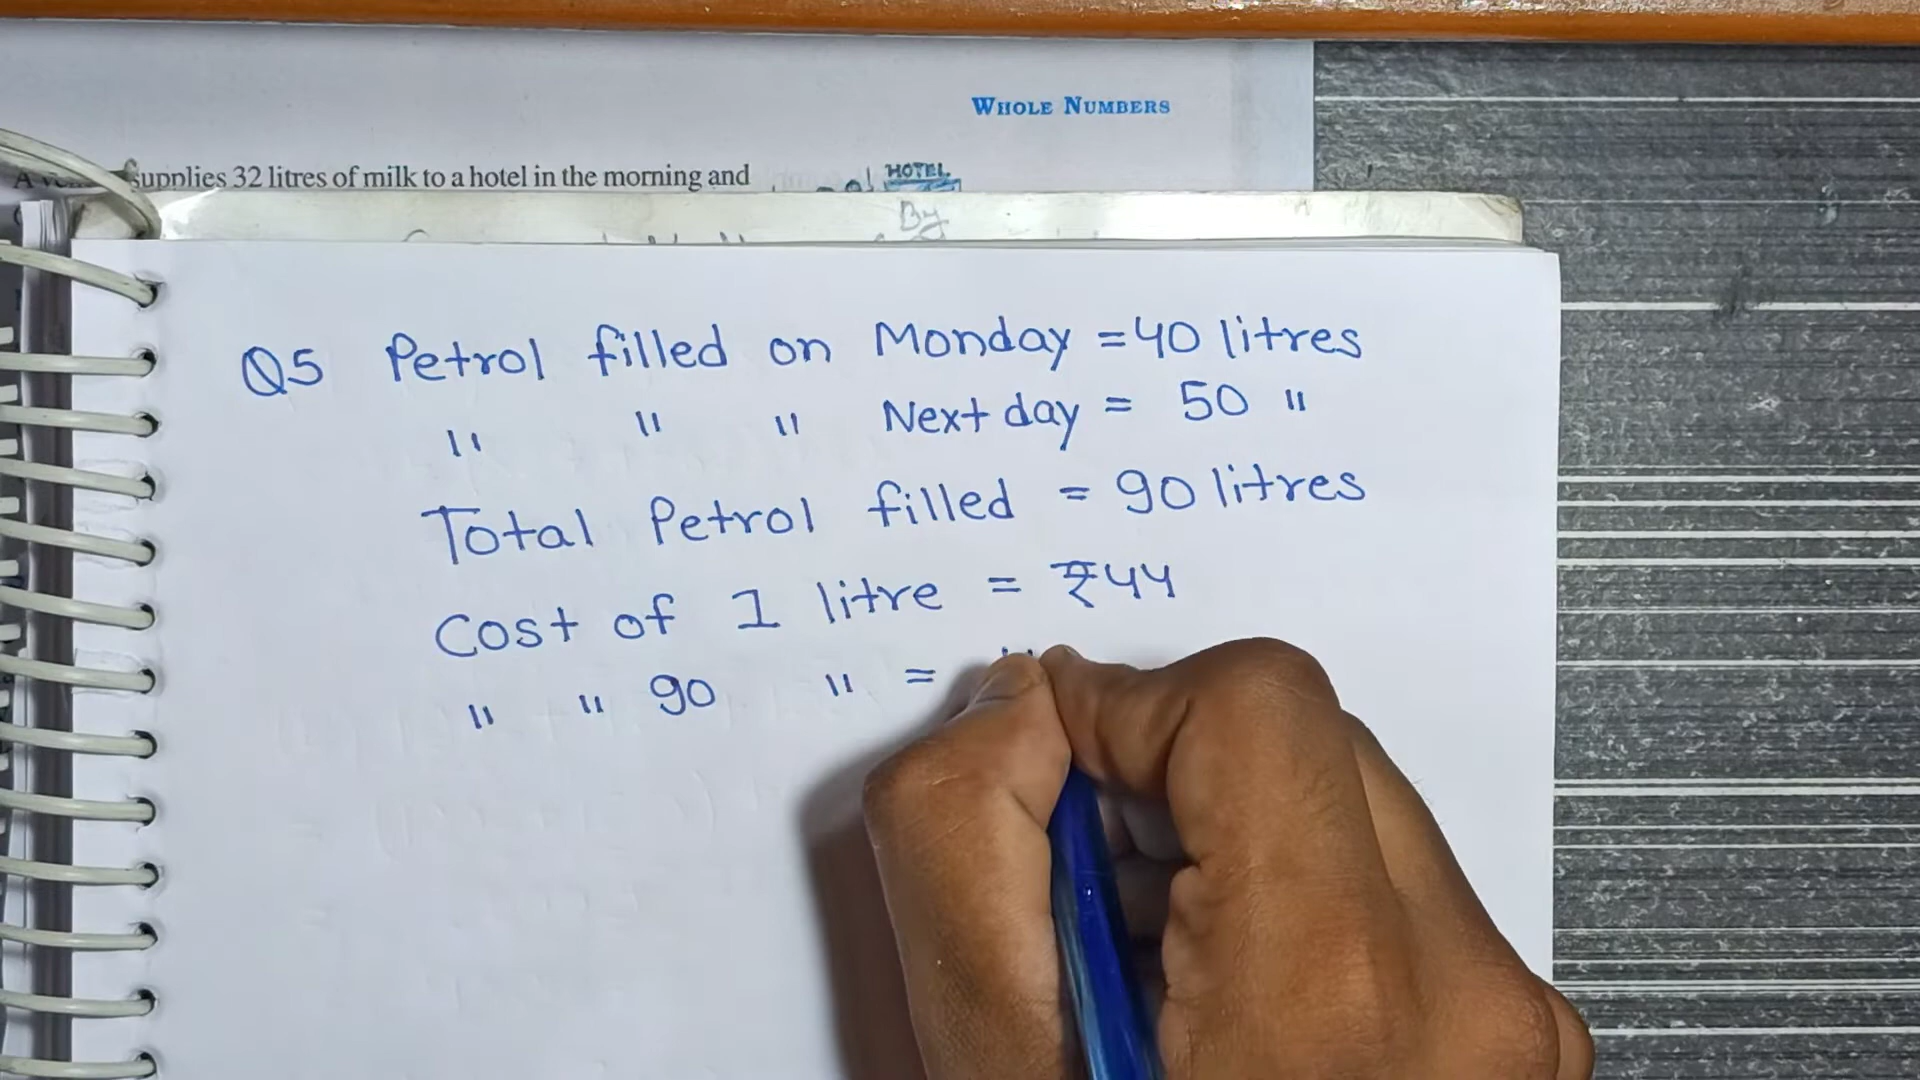 WHOLE NUMBERS
supplies 32 litres of milk to a hotel in the morning and
HOTEL
By
Q5 Petrol filled on Monday = 40 litres
" " " Next day = 50 "
Total Petrol filled = 90 litres
Cost of 1 litre = ₹44
" " 90 " =